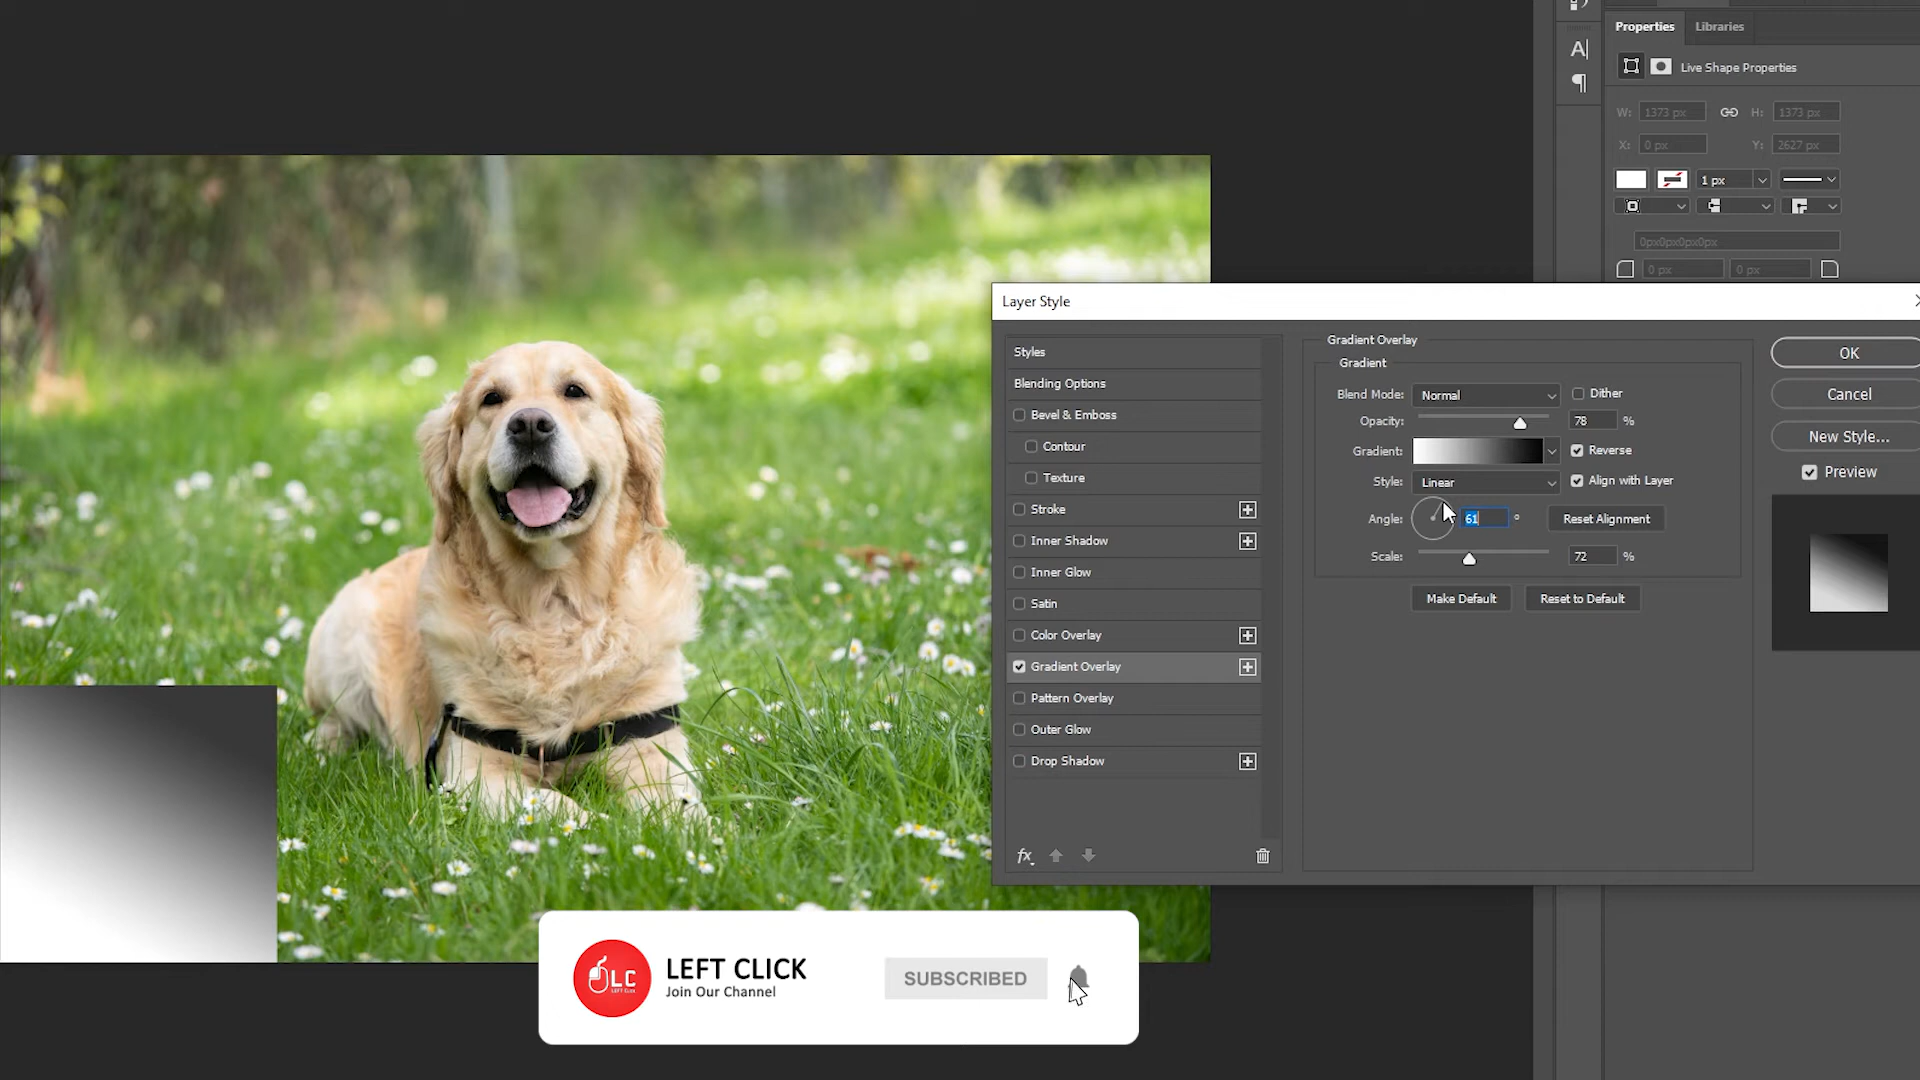 Properties Libraries
A|
¶
Live Shape Properties
W: 1373 px H: 1373 px
X: 0 px Y: 2627 px
1 px
0px0px0px0px
0 px 0 px
Layer Style
Styles
Blending Options
Bevel & Emboss
Contour
Texture
Stroke
Inner Shadow
Inner Glow
Satin
Color Overlay
Gradient Overlay
Pattern Overlay
Outer Glow
Drop Shadow
fx
Gradient Overlay
Gradient
Blend Mode: Normal Dither
Opacity: 78 %
Gradient: Reverse
Style: Linear Align with Layer
Angle: 61 ° Reset Alignment
Scale: 72 %
Make Default Reset to Default
OK
Cancel
New Style...
Preview
LC
LEFT Click
LEFT CLICK
Join Our Channel
SUBSCRIBED